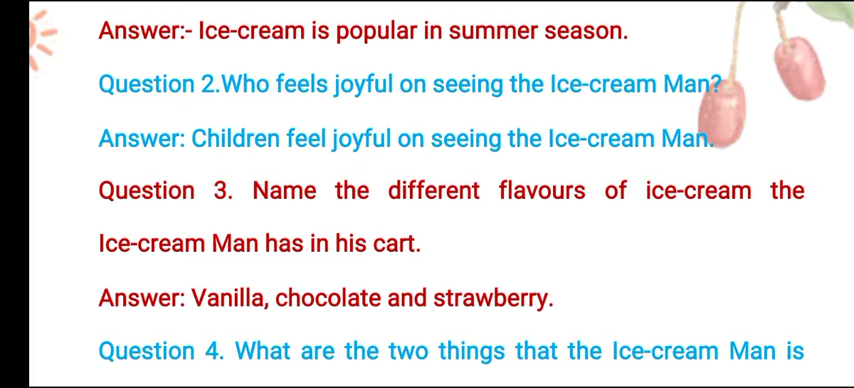 Answer:- Ice-cream is popular in summer season.
Question 2.Who feels joyful on seeing the Ice-cream Man?
Answer: Children feel joyful on seeing the Ice-cream Man.
Question 3. Name the different flavours of ice-cream the
Ice-cream Man has in his cart.
Answer: Vanilla, chocolate and strawberry.
Question 4. What are the two things that the Ice-cream Man is